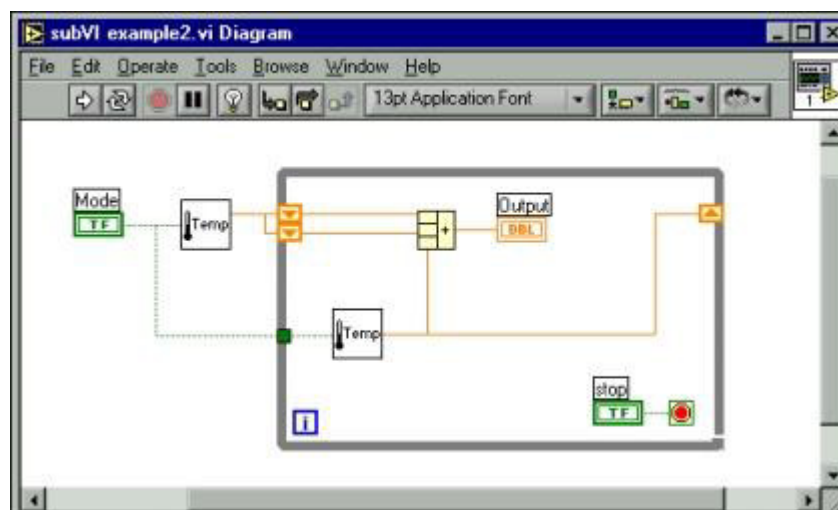 subVI example2.vi Diagram
File Edit Operate Tools Browse Window Help
13pt Application Font
1
Mode
TF
Temp
Output
DBL
+
Temp
stop
TF
i